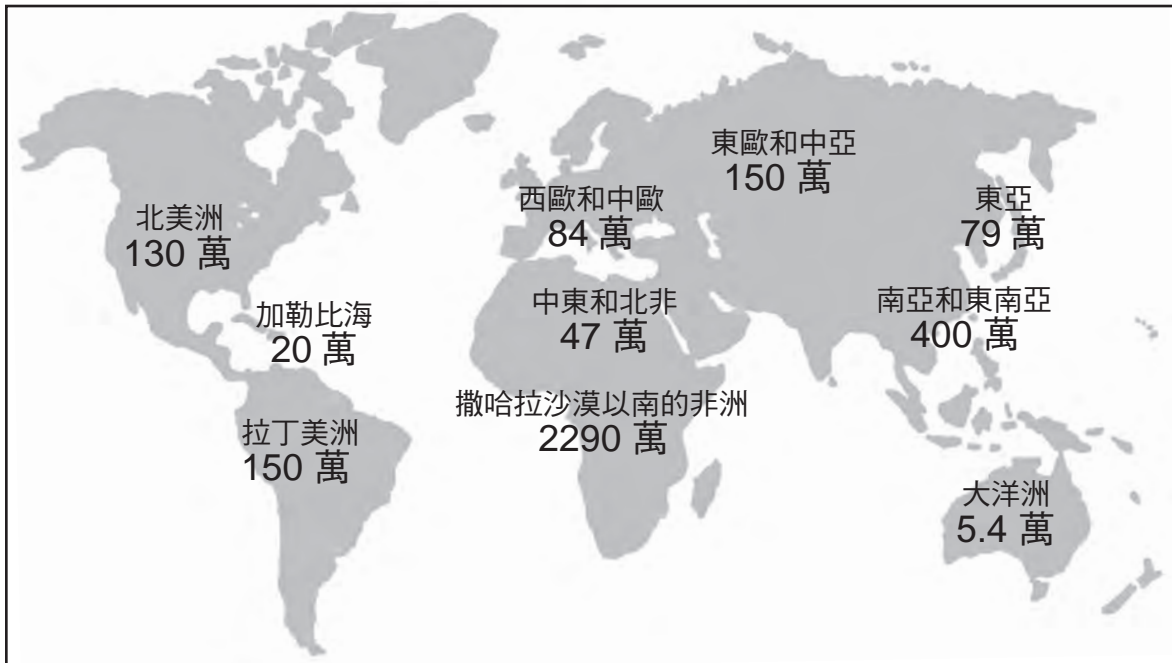 東歐和中亞
150 萬
西歐和中歐
84 萬
東亞
79 萬
北美洲
130 萬
中東和北非
47 萬
南亞和東南亞
400 萬
加勒比海
20 萬
撒哈拉沙漠以南的非洲
2290 萬
拉丁美洲
150 萬
大洋洲
5.4 萬